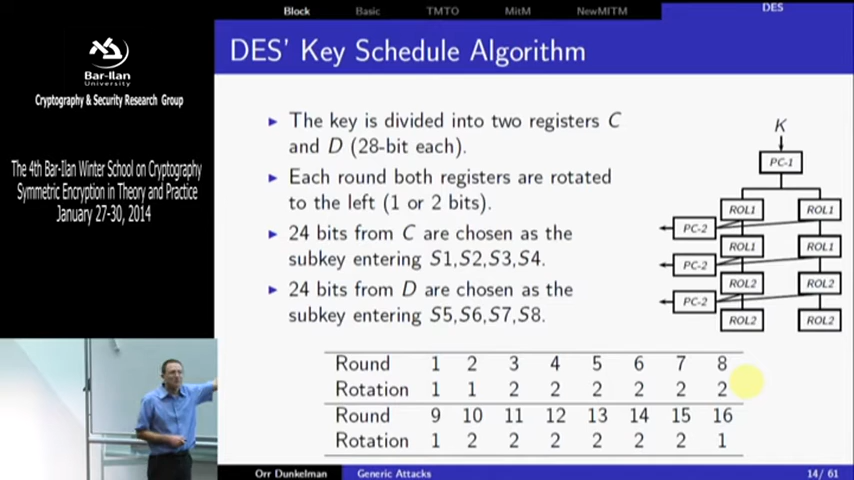 Block Basic TMTO MitM NewMITM DES
Bar-Ilan
University
Cryptography & Security Research Group
The 4th Bar-Ilan Winter School on Cryptography
Symmetric Encryption in Theory and Practice
January 27-30, 2014
DES' Key Schedule Algorithm
The key is divided into two registers C
and D (28-bit each).
Each round both registers are rotated
to the left (1 or 2 bits).
24 bits from C are chosen as the
subkey entering S1,S2,S3,S4.
24 bits from D are chosen as the
subkey entering S5,S6,S7,S8.
K
PC-1
ROL1 ROL1
PC-2
ROL1 ROL1
PC-2
ROL2 ROL2
PC-2
ROL2 ROL2
Round 1 2 3 4 5 6 7 8
Rotation 1 1 2 2 2 2 2 2
Round 9 10 11 12 13 14 15 16
Rotation 1 2 2 2 2 2 2 1
Orr Dunkelman Generic Attacks 14/ 61